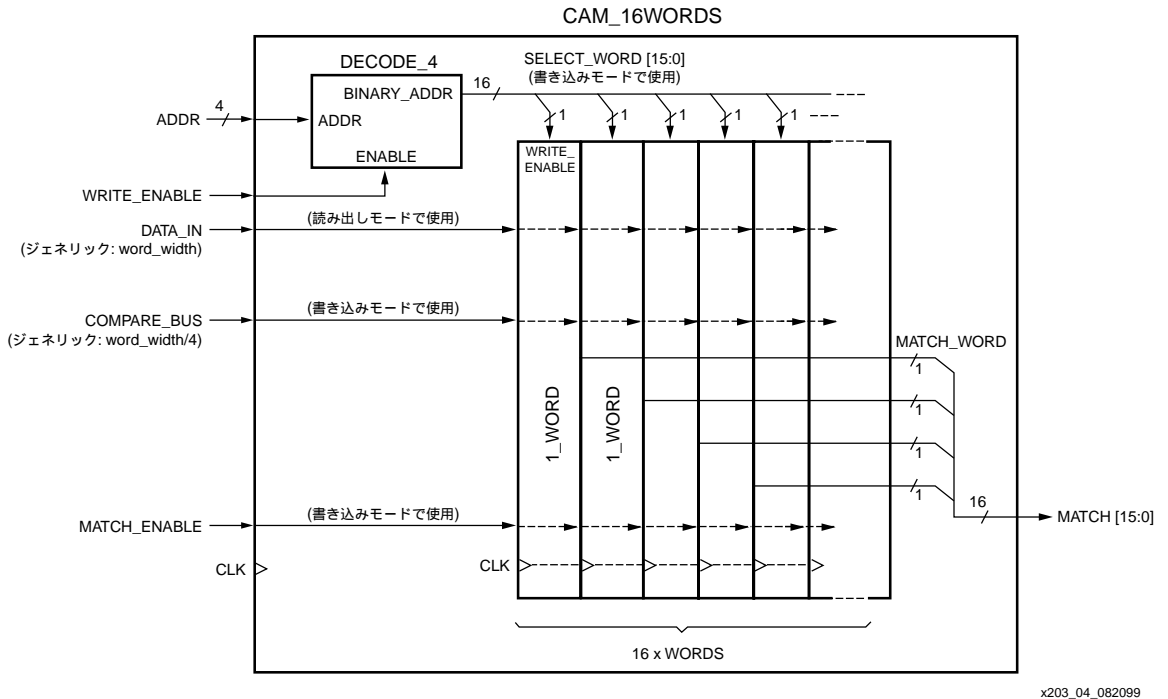 CAM_16WORDS
DECODE_4
SELECT_WORD [15:0]
(書き込みモードで使用)
16
BINARY_ADDR
4
ADDR
ADDR
1
1
1
1
1
ENABLE
WRITE_
ENABLE
WRITE_ENABLE
(読み出しモードで使用)
DATA_IN
(ジェネリック: word_width)
(書き込みモードで使用)
COMPARE_BUS
(ジェネリック: word_width/4)
MATCH_WORD
1
1_WORD
1_WORD
1
1
1
16
(書き込みモードで使用)
MATCH_ENABLE
MATCH [15:0]
CLK
CLK
16 x WORDS
x203_04_082099